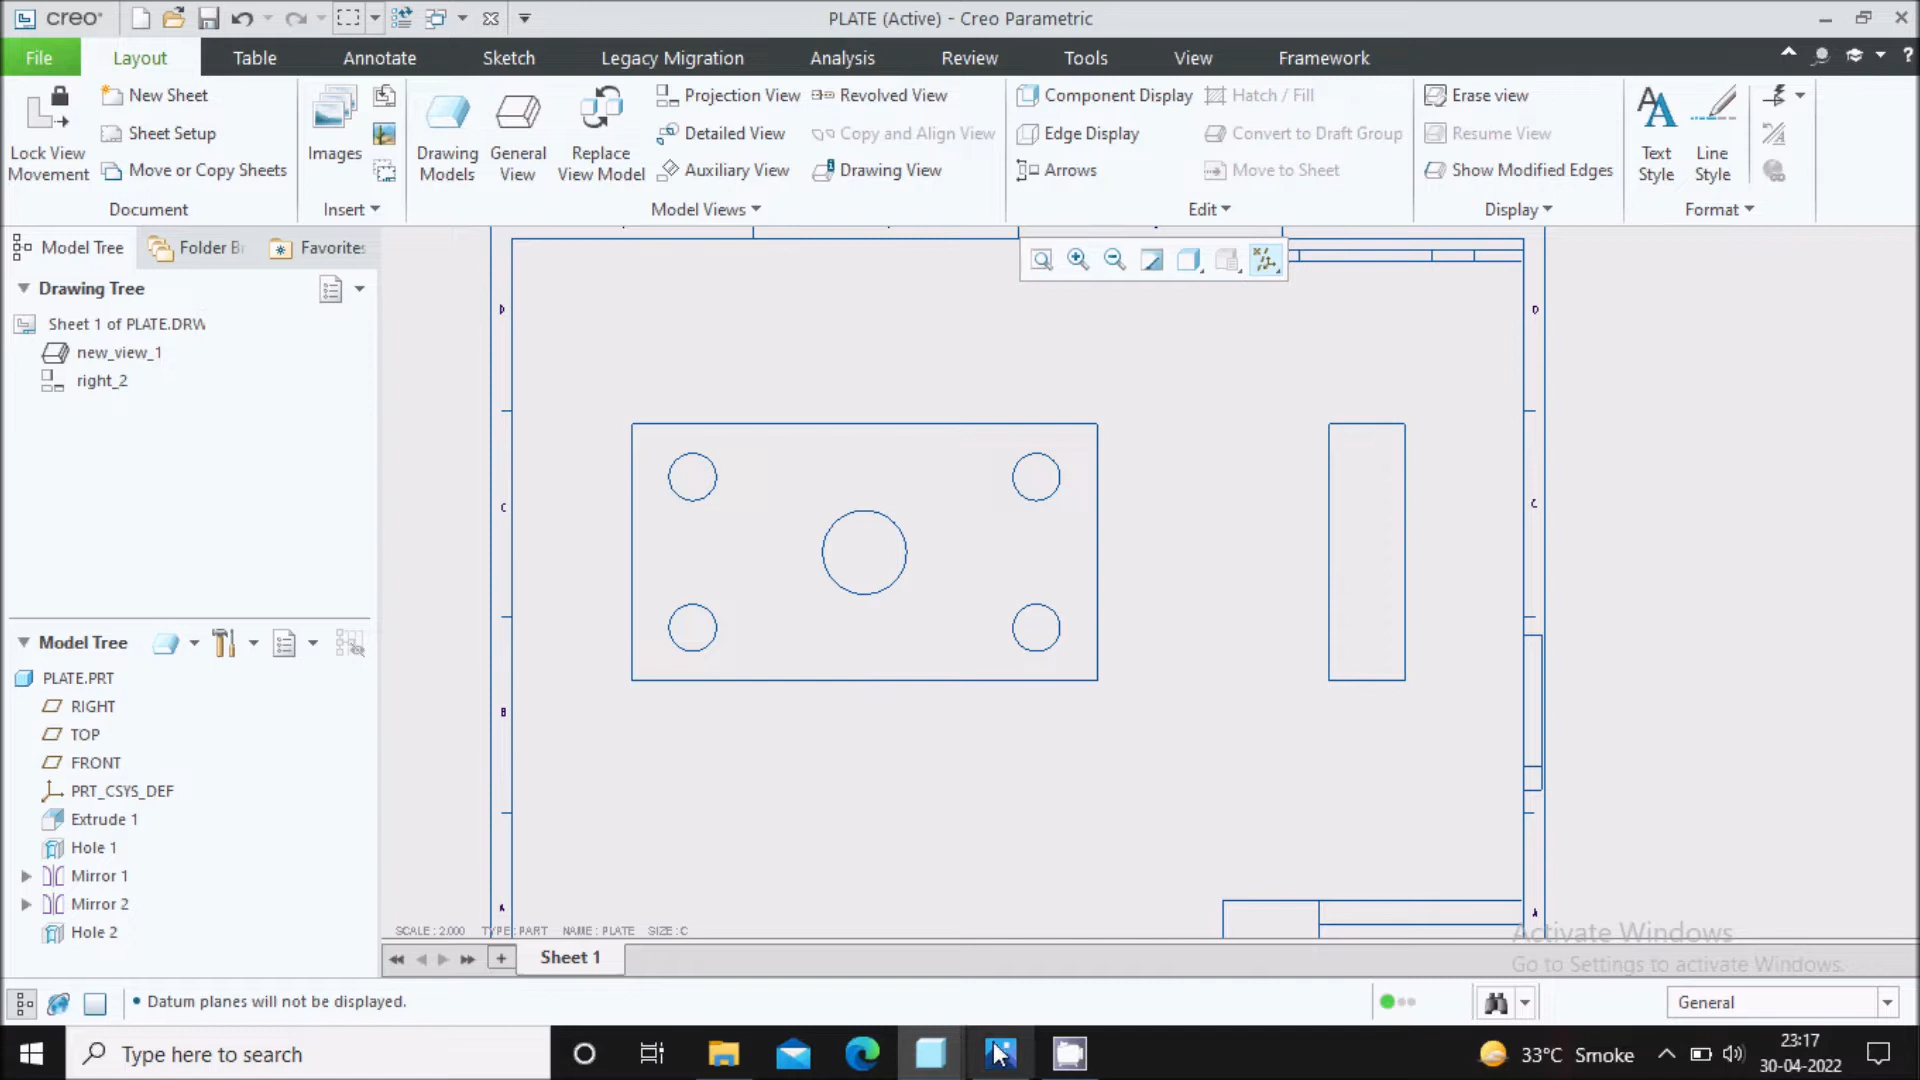 creo
PLATE (Active) - Creo Parametric
File
Layout
Table
Annotate
Sketch
Legacy Migration
Analysis
Review
Tools
View
Framework
Lock View
Movement
New Sheet
Sheet Setup
Move or Copy Sheets
Document
Images
Insert
Drawing
Models
General
View
Replace
View Model
Projection View
Detailed View
Auxiliary View
Revolved View
Copy and Align View
Drawing View
Model Views
Component Display
Edge Display
Arrows
Hatch / Fill
Convert to Draft Group
Move to Sheet
Edit
Erase view
Resume View
Show Modified Edges
Display
Text
Style
Line
Style
Format
Model Tree
Folder Br
Favorites
Drawing Tree
Sheet 1 of PLATE.DRW
new_view_1
right_2
Model Tree
PLATE.PRT
RIGHT
TOP
FRONT
PRT_CSYS_DEF
Extrude 1
Hole 1
Mirror 1
Mirror 2
Hole 2
D
D
C
C
B
A
A
SCALE : 2.000 TYPE : PART NAME : PLATE SIZE : C
Sheet 1
Activate Windows
Go to Settings to activate Windows.
• Datum planes will not be displayed.
General
Type here to search
33°C Smoke
23:17
30-04-2022